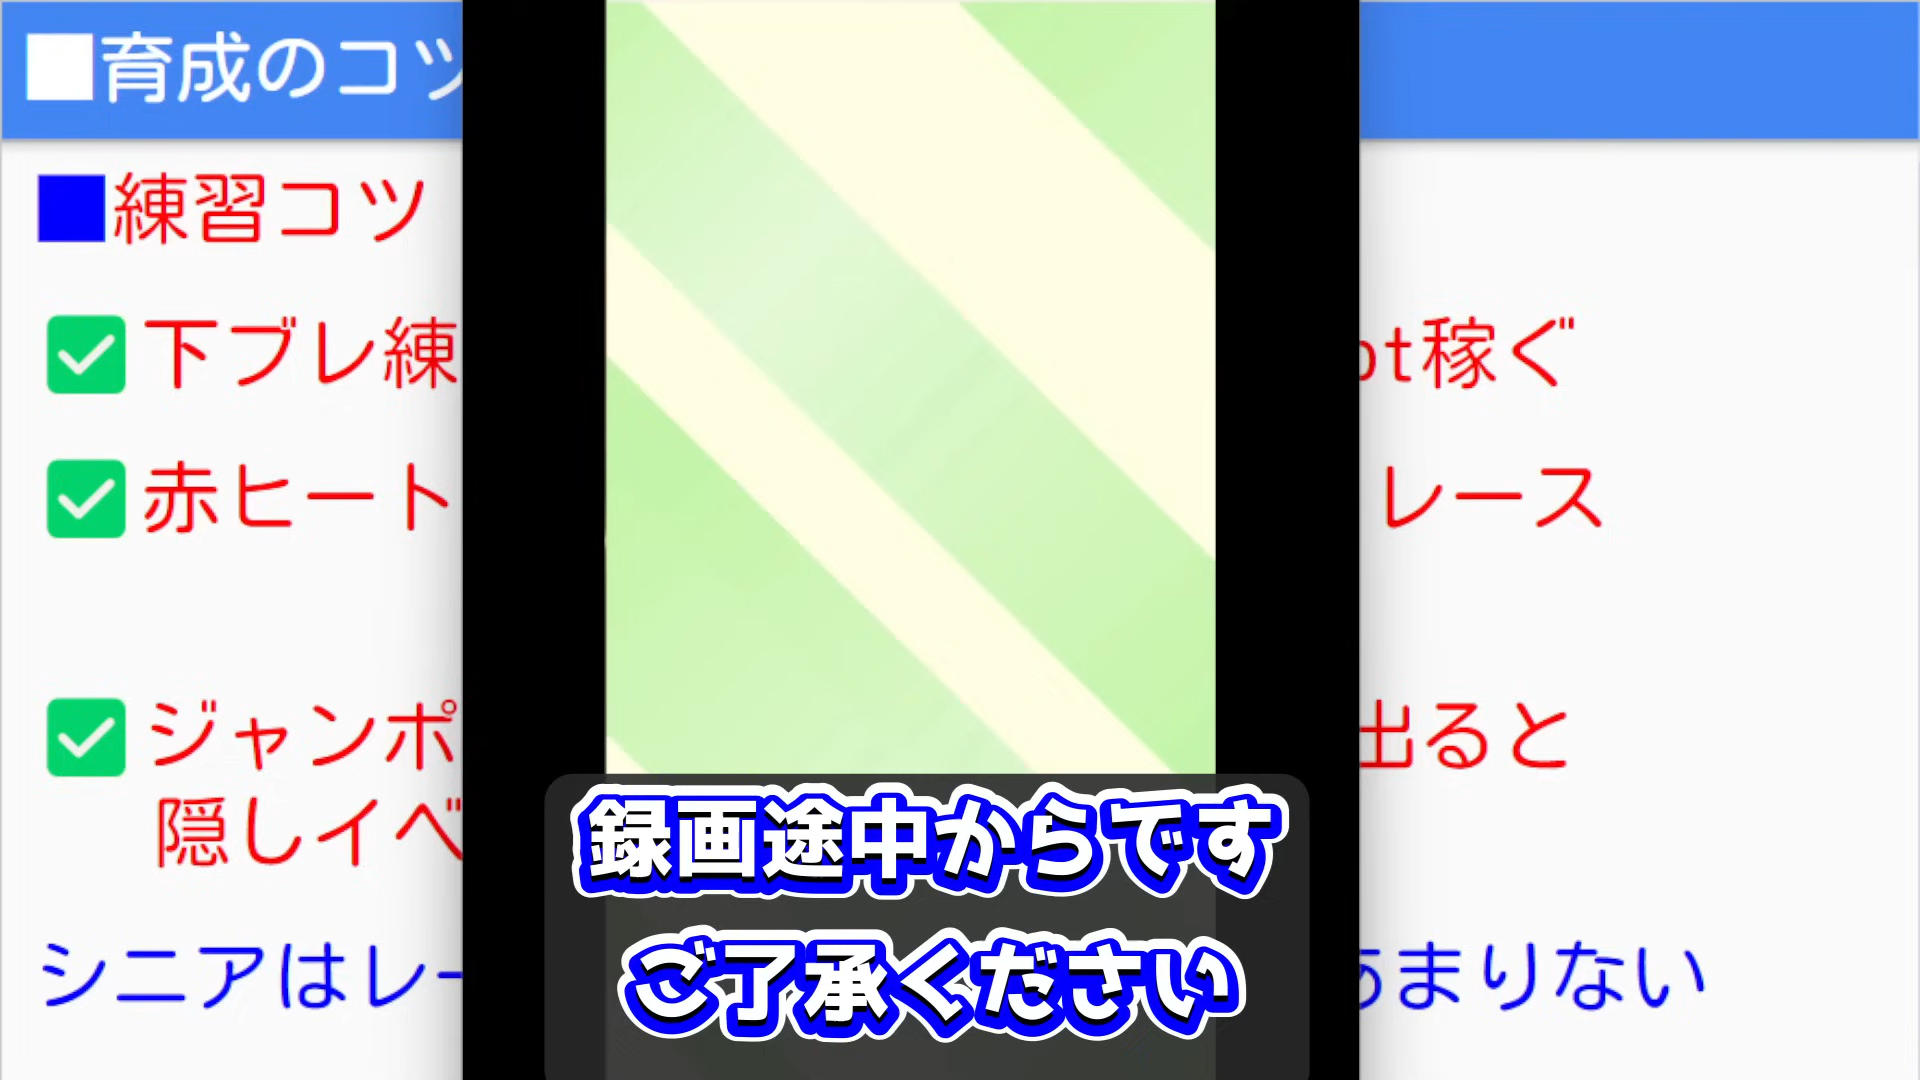 ■育成のコツ
■練習コツ
下ブレ練 pt稼ぐ
赤ヒート レース
ジャンポ 出ると
隠しイベ
シニアはレー あまりない
録画途中からです
ご了承ください